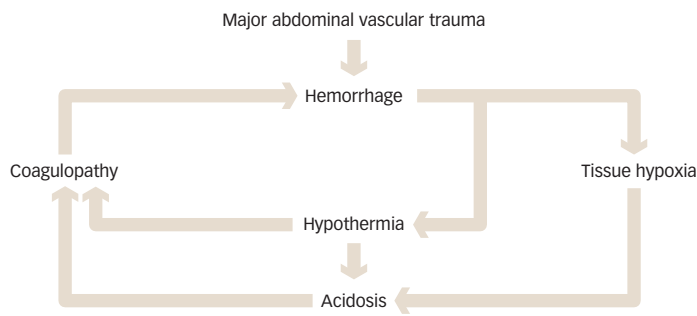 Major abdominal vascular trauma
Hemorrhage
Coagulopathy
Tissue hypoxia
Hypothermia
Acidosis